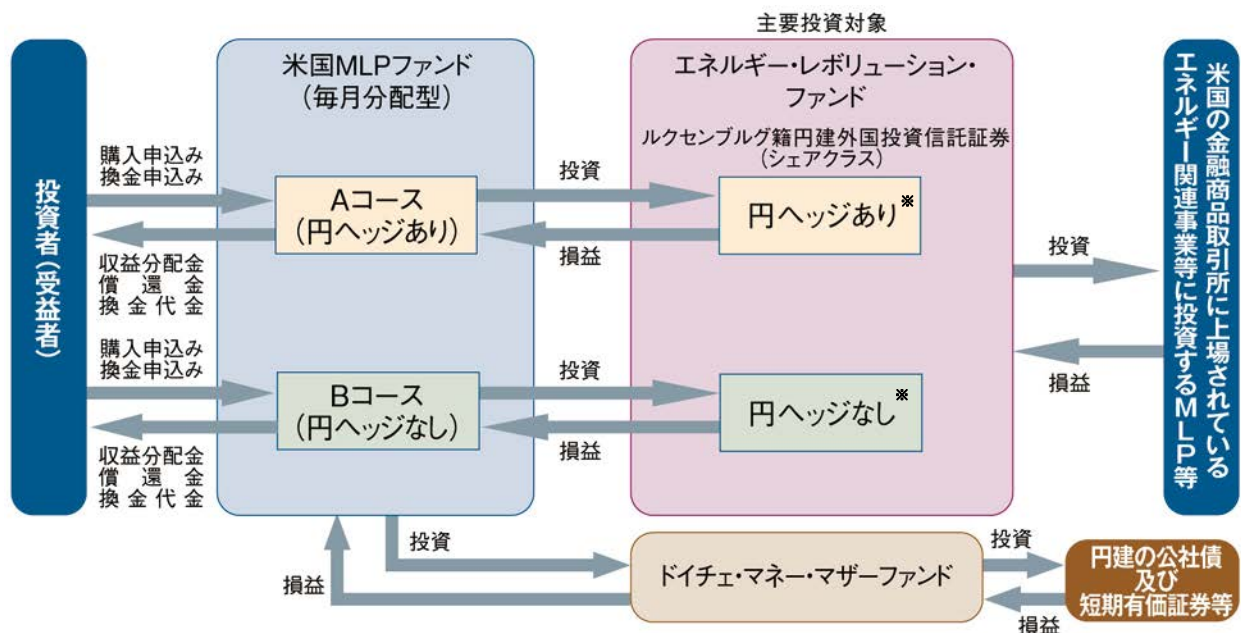 主要投資対象
投資者(受益者)
購入申込み
換金申込み
収益分配金
償還金
換金代金
購入申込み
換金申込み
収益分配金
償還金
換金代金
米国MLPファンド
(毎月分配型)
Aコース
(円ヘッジあり)
Bコース
(円ヘッジなし)
投資
損益
投資
損益
エネルギー・レボリューション・
ファンド
ルクセンブルグ籍円建外国投資信託証券
(シェアクラス)
円ヘッジあり※
円ヘッジなし※
投資
損益
米国の金融商品取引所に上場されている
エネルギー関連事業等に投資するMLP等
投資
損益
ドイチェ・マネー・マザーファンド
投資
損益
円建の公社債
及び
短期有価証券等